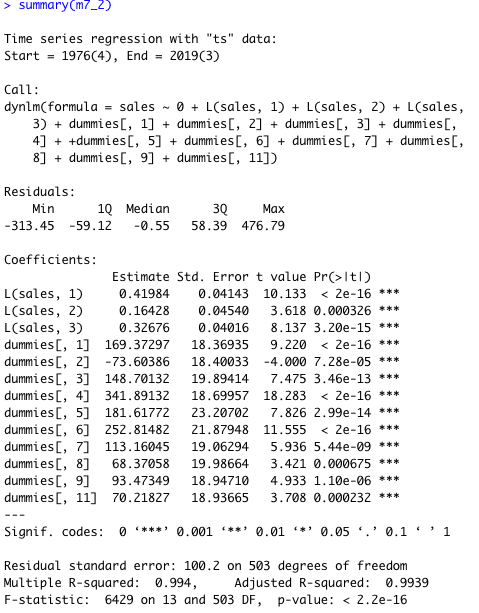 > summary(m7_2)
Time series regression with "ts" data:
Start = 1976(4), End = 2019(3)
Call:
dynlm(formula = sales ~ 0 + L(sales, 1) + L(sales, 2) + L(sales,
    3) + dummies[, 1] + dummies[, 2] + dummies[, 3] + dummies[,
    4] + +dummies[, 5] + dummies[, 6] + dummies[, 7] + dummies[,
    8] + dummies[, 9] + dummies[, 11])
Residuals:
    Min      1Q  Median      3Q     Max
-313.45  -59.12   -0.55   58.39  476.79
Coefficients:
              Estimate Std. Error t value Pr(>|t|)
L(sales, 1)    0.41984    0.04143  10.133  < 2e-16 ***
L(sales, 2)    0.16428    0.04540   3.618 0.000326 ***
L(sales, 3)    0.32676    0.04016   8.137 3.20e-15 ***
dummies[, 1] 169.37297   18.36935   9.220  < 2e-16 ***
dummies[, 2] -73.60386   18.40033  -4.000 7.28e-05 ***
dummies[, 3] 148.70132   19.89414   7.475 3.46e-13 ***
dummies[, 4] 341.89132   18.69957  18.283  < 2e-16 ***
dummies[, 5] 181.61772   23.20702   7.826 2.99e-14 ***
dummies[, 6] 252.81482   21.87948  11.555  < 2e-16 ***
dummies[, 7] 113.16045   19.06294   5.936 5.44e-09 ***
dummies[, 8]  68.37058   19.98664   3.421 0.000675 ***
dummies[, 9]  93.47349   18.94710   4.933 1.10e-06 ***
dummies[, 11] 70.21827   18.93665   3.708 0.000232 ***
---
Signif. codes:  0 ‘***’ 0.001 ‘**’ 0.01 ‘*’ 0.05 ‘.’ 0.1 ‘ ’ 1
Residual standard error: 100.2 on 503 degrees of freedom
Multiple R-squared:  0.994,	Adjusted R-squared:  0.9939
F-statistic:  6429 on 13 and 503 DF,  p-value: < 2.2e-16